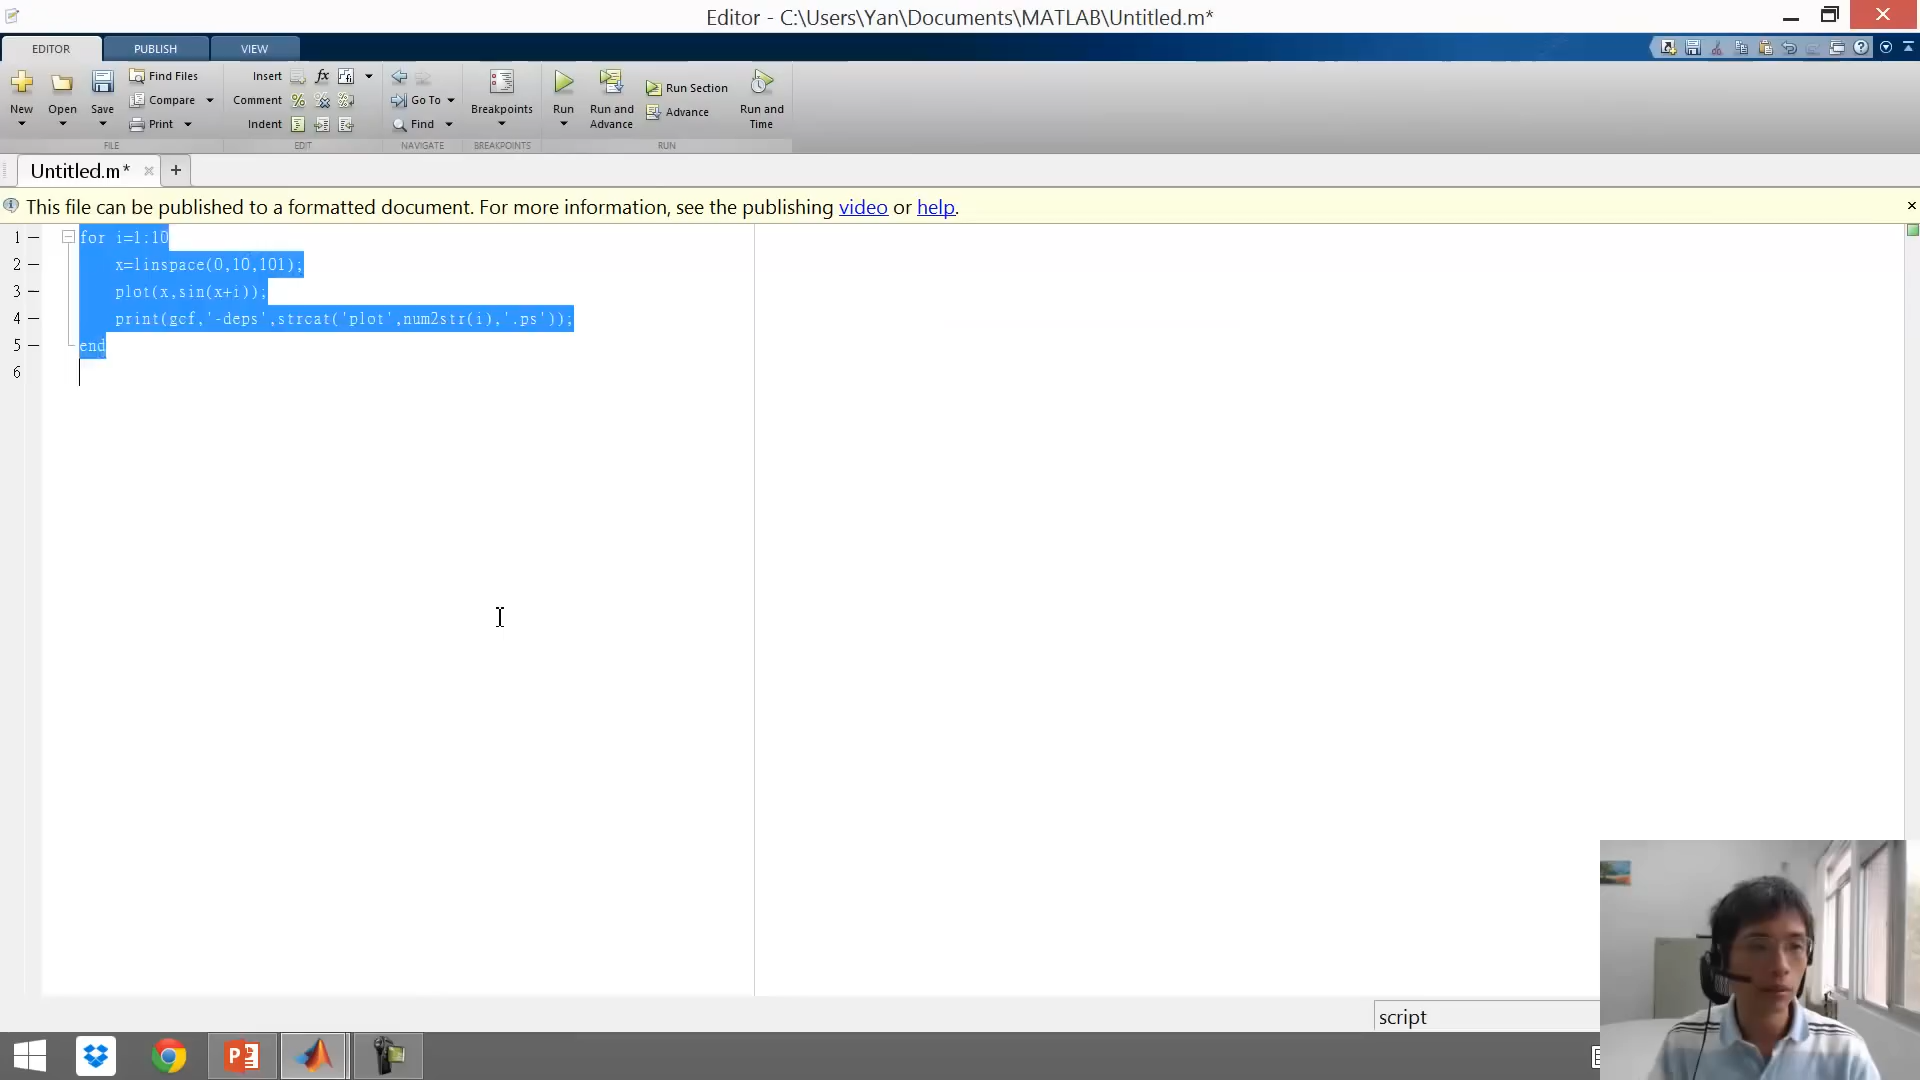 Editor - C:\Users\Yan\Documents\MATLAB\Untitled.m*
EDITOR PUBLISH VIEW
New Open Save Find Files Compare Print FILE
Insert fx Comment Indent EDIT
Go To Find NAVIGATE
Breakpoints BREAKPOINTS
Run Run and Advance Run Section Advance Run and Time RUN
Untitled.m* × +
This file can be published to a formatted document. For more information, see the publishing video or help.
1 for i=1:10
2 x=linspace(0,10,101);
3 plot(x,sin(x+i));
4 print(gcf,'-deps',strcat('plot',num2str(i),'.ps'));
5 end
6
script